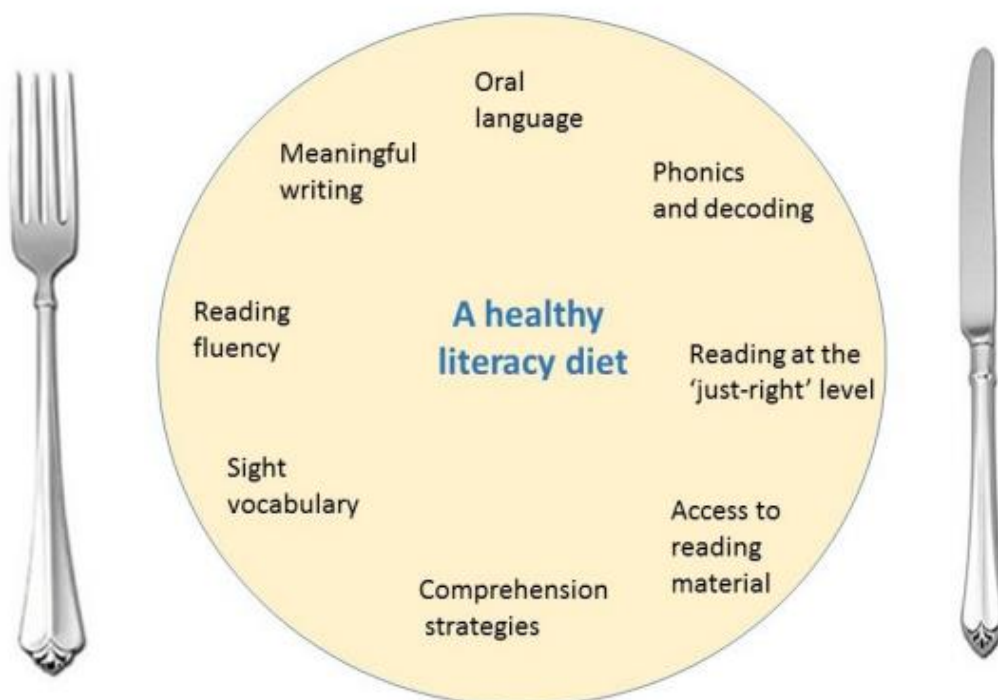 Oral
language
Meaningful
writing
Phonics
and decoding
Reading
fluency
A healthy
literacy diet
Reading at the
‘just-right’ level
Sight
vocabulary
Access to
reading
material
Comprehension
strategies